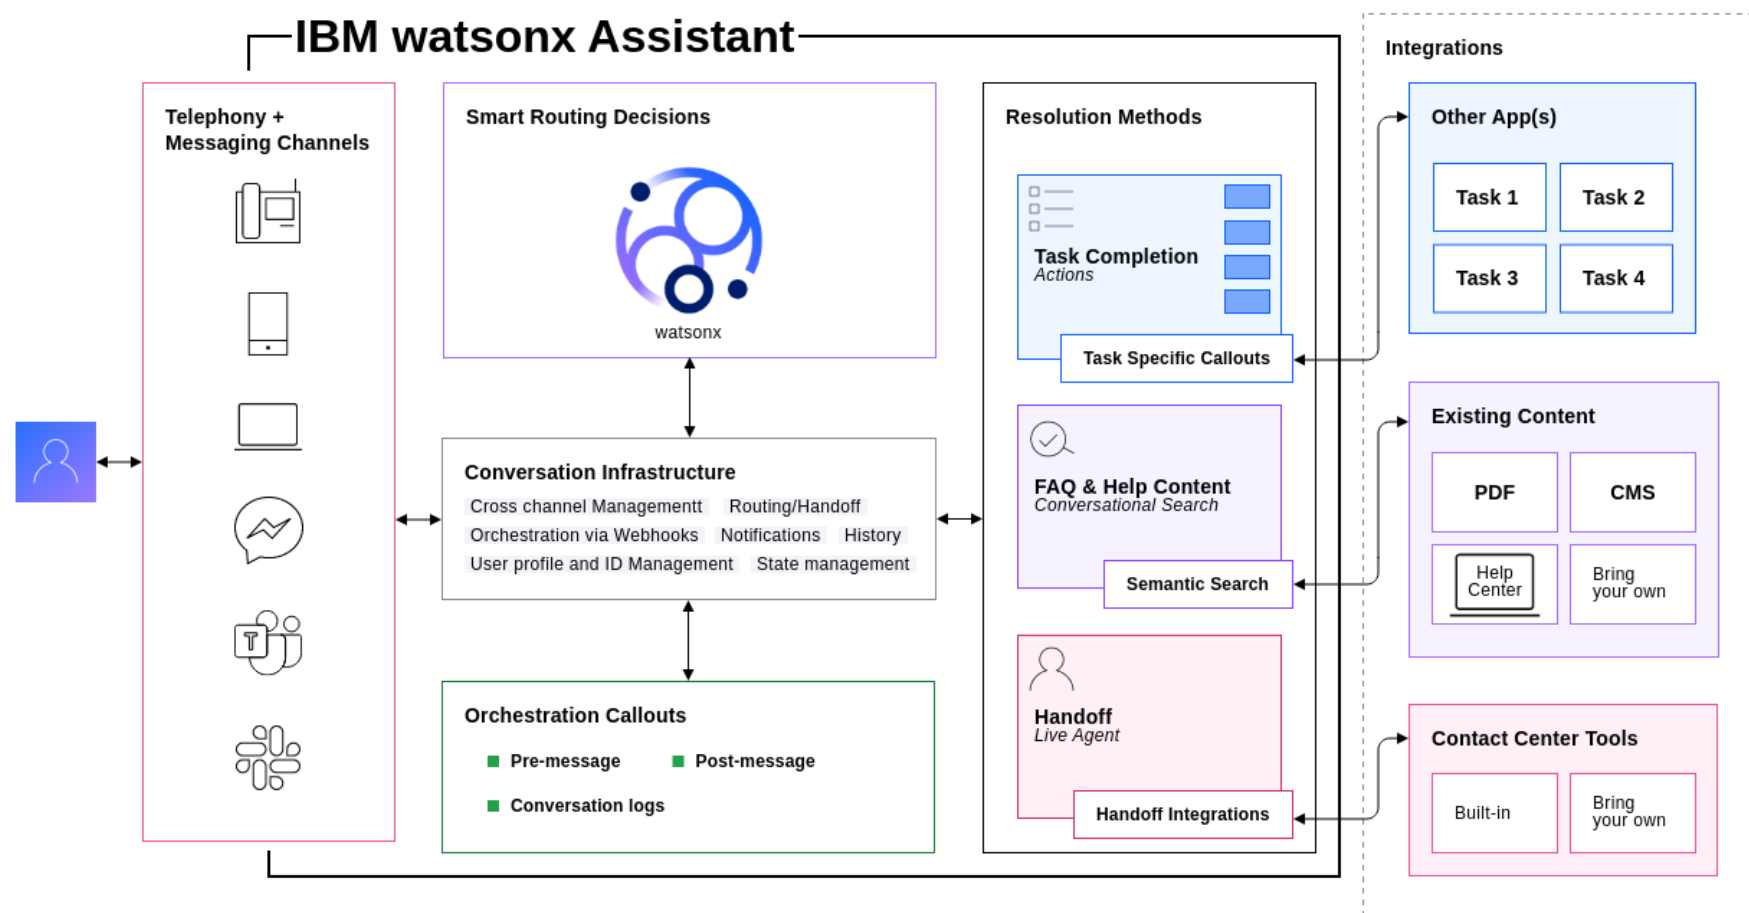 IBM watsonx Assistant
Telephony +
Messaging Channels
Smart Routing Decisions
watsonx
Conversation Infrastructure
Cross channel Managementt Routing/Handoff
Orchestration via Webhooks Notifications History
User profile and ID Management State management
Orchestration Callouts
Pre-message Post-message
Conversation logs
Resolution Methods
Task Completion
Actions
Task Specific Callouts
FAQ & Help Content
Conversational Search
Semantic Search
Handoff
Live Agent
Handoff Integrations
Integrations
Other App(s)
Task 1 Task 2
Task 3 Task 4
Existing Content
PDF CMS
Help
Center
Bring
your own
Contact Center Tools
Built-in
Bring
your own
T